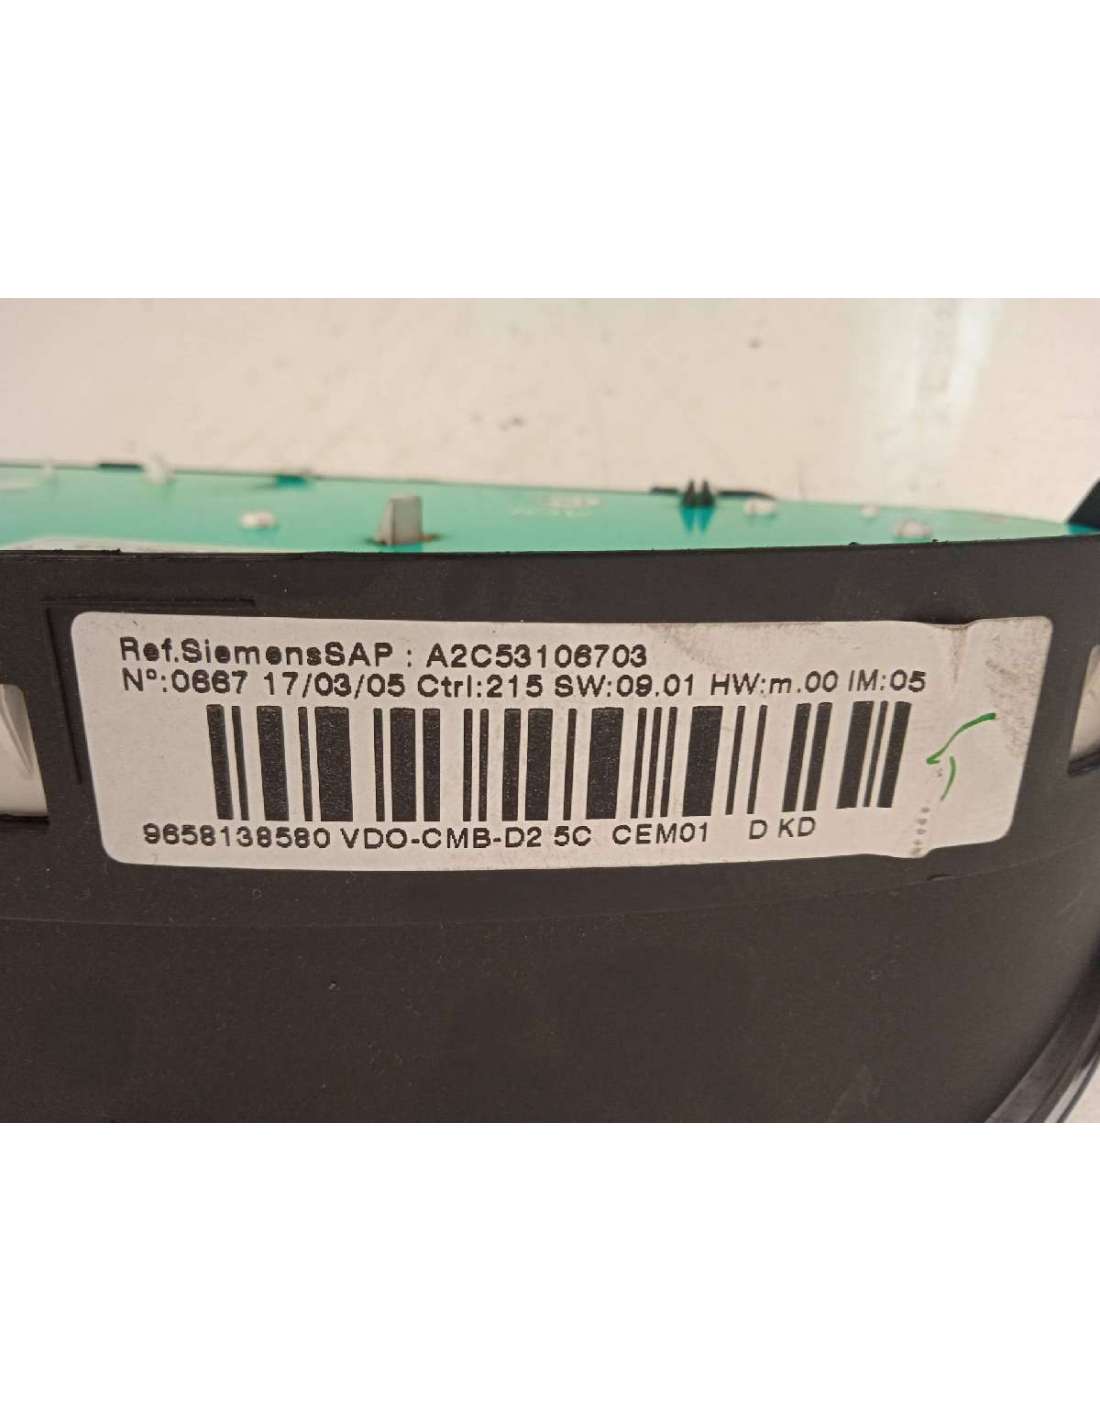 Ref.SiemensSAP : A2C53106703
Nº:0667 17/03/05 Ctrl:215 SW:09.01 HW:m.00 IM:05
9658138580 VDO-CMB-D2 5C CEM01 D KD